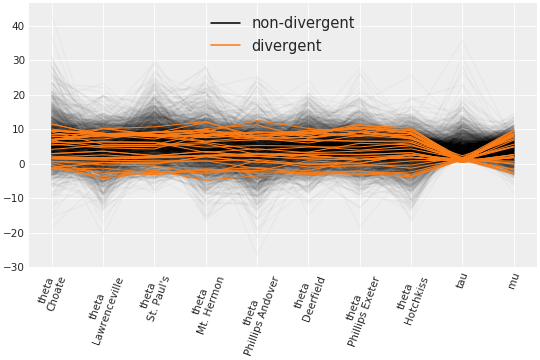 non-divergent
divergent
40
30
20
10
0
−10
−20
−30
theta
Choate
theta
Lawrenceville
theta
St. Paul's
theta
Mt. Hermon
theta
Phillips Andover
theta
Deerfield
theta
Phillips Exeter
theta
Hotchkiss
tau
mu